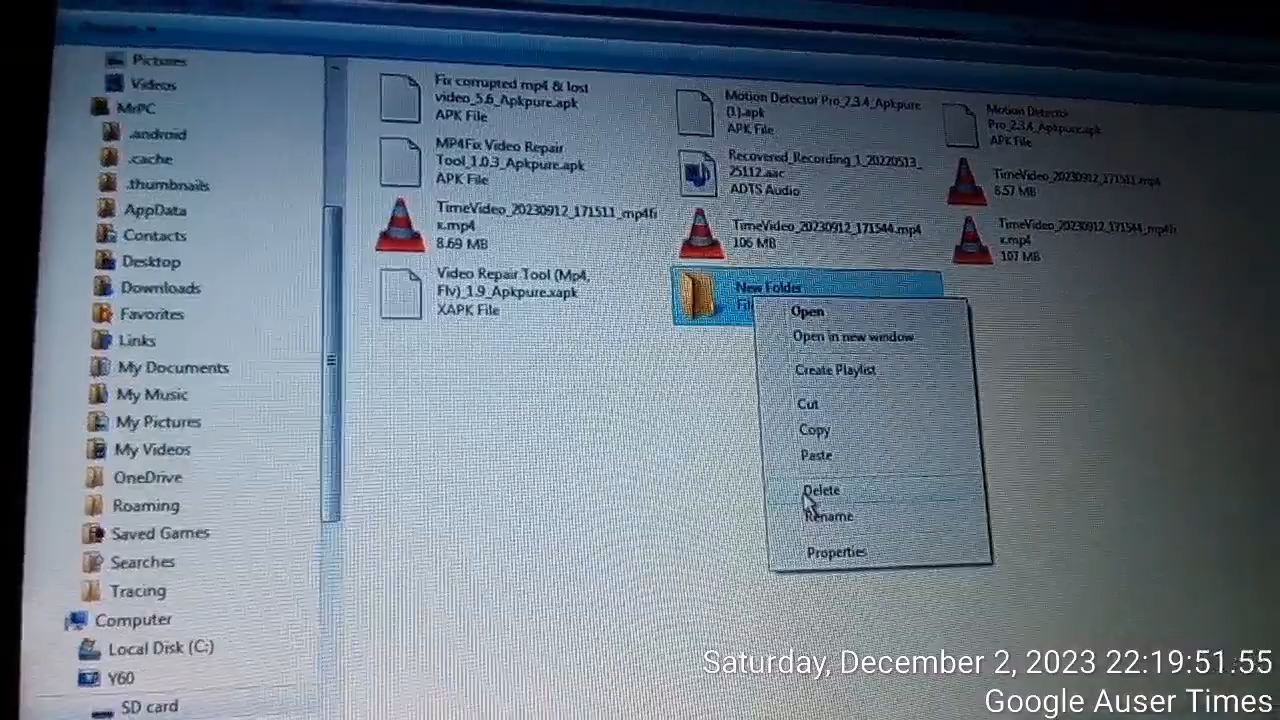 Pictures
Videos
MrPC
.android
.cache
.thumbnails
AppData
Contacts
Desktop
Downloads
Favorites
Links
My Documents
My Music
My Pictures
My Videos
OneDrive
Roaming
Saved Games
Searches
Tracing
Computer
Local Disk (C:)
Y60
SD card
Fix corrupted mp4 & lost
video_5.6_Apkpure.apk
APK File
Motion Detector Pro_2.3.4_Apkpure
(1).apk
APK File
Motion Detector
Pro_2.3.4_Apkpure.apk
APK File
MP4Fix Video Repair
Tool_1.0.3_Apkpure.apk
APK File
Recovered_Recording_1_20220513_
25112.aac
ADTS Audio
TimeVideo_20230912_171511.mp4
6.57 MB
TimeVideo_20230912_171511_mp4fi
x.mp4
8.69 MB
TimeVideo_20230912_171544.mp4
106 MB
TimeVideo_20230912_171544_mp4fi
x.mp4
107 MB
Video Repair Tool (Mp4,
Flv)_1.9_Apkpure.xapk
XAPK File
New Folder
Open
Open in new window
Create Playlist
Cut
Copy
Paste
Delete
Rename
Properties
Saturday, December 2, 2023 22:19:51.55
Google Auser Times